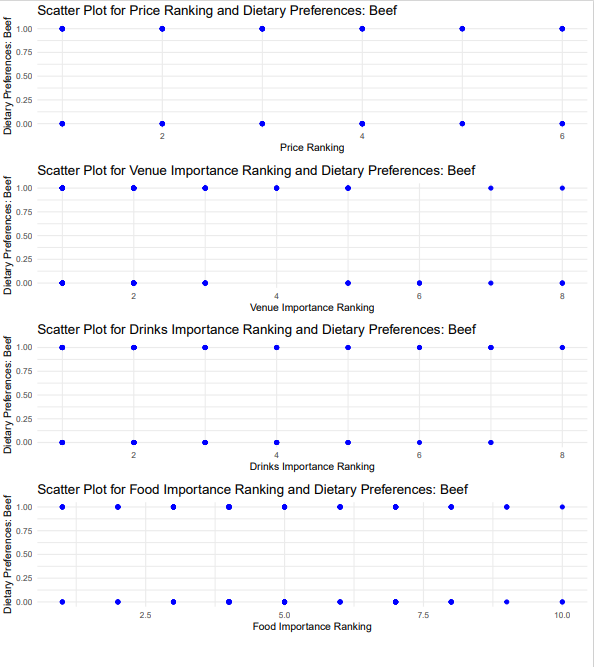 Scatter Plot for Price Ranking and Dietary Preferences: Beef
Dietary Preferences: Beef
1.00
0.75
0.50
0.25
0.00
2 4 6
Price Ranking
Scatter Plot for Venue Importance Ranking and Dietary Preferences: Beef
Dietary Preferences: Beef
1.00
0.75
0.50
0.25
0.00
2 4 6 8
Venue Importance Ranking
Scatter Plot for Drinks Importance Ranking and Dietary Preferences: Beef
Dietary Preferences: Beef
1.00
0.75
0.50
0.25
0.00
2 4 6 8
Drinks Importance Ranking
Scatter Plot for Food Importance Ranking and Dietary Preferences: Beef
Dietary Preferences: Beef
1.00
0.75
0.50
0.25
0.00
2.5 5.0 7.5 10.0
Food Importance Ranking